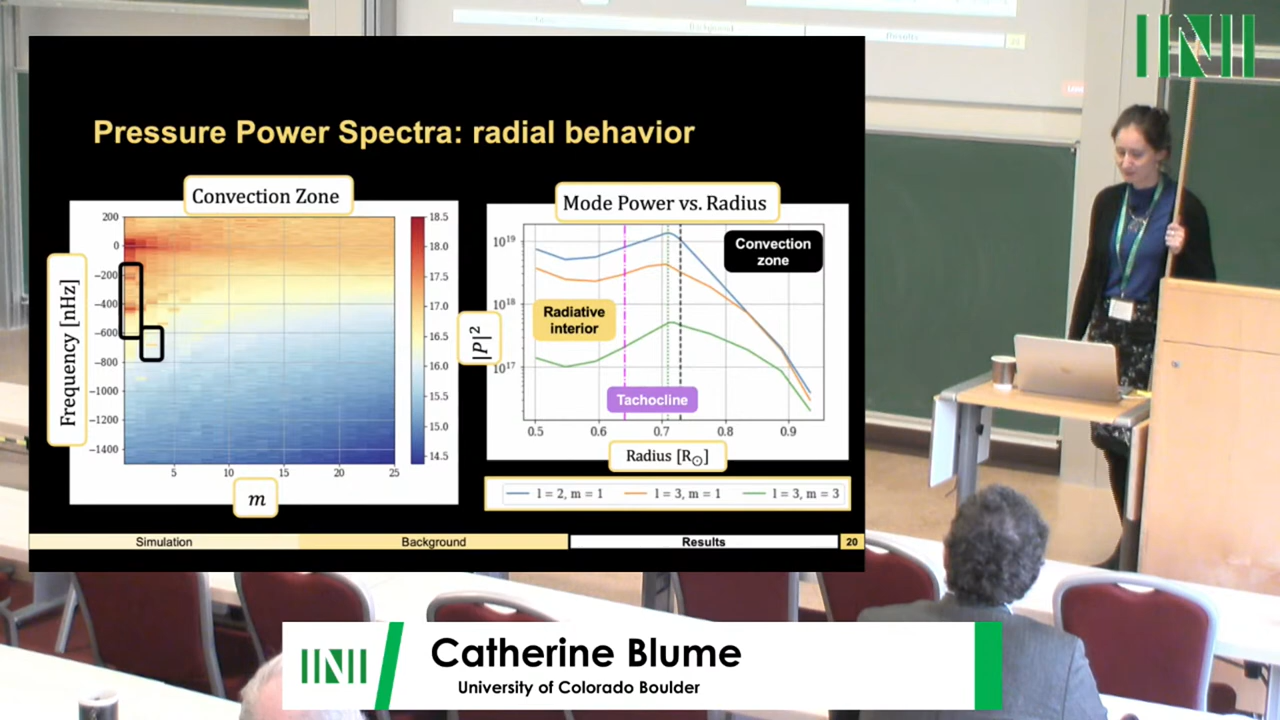 Results
INI
Pressure Power Spectra: radial behavior
Convection Zone
200
0
−200
−400
−600
−800
−1000
−1200
−1400
Frequency [nHz]
5
10
15
20
25
m
18.5
18.0
17.5
17.0
16.5
16.0
15.5
15.0
14.5
Mode Power vs. Radius
|P|²
10¹⁹
10¹⁸
10¹⁷
Convection
zone
Radiative
interior
Tachocline
0.5
0.6
0.7
0.8
0.9
Radius [R☉]
l = 2, m = 1
l = 3, m = 1
l = 3, m = 3
Simulation
Background
Results
20
INI
Catherine Blume
University of Colorado Boulder